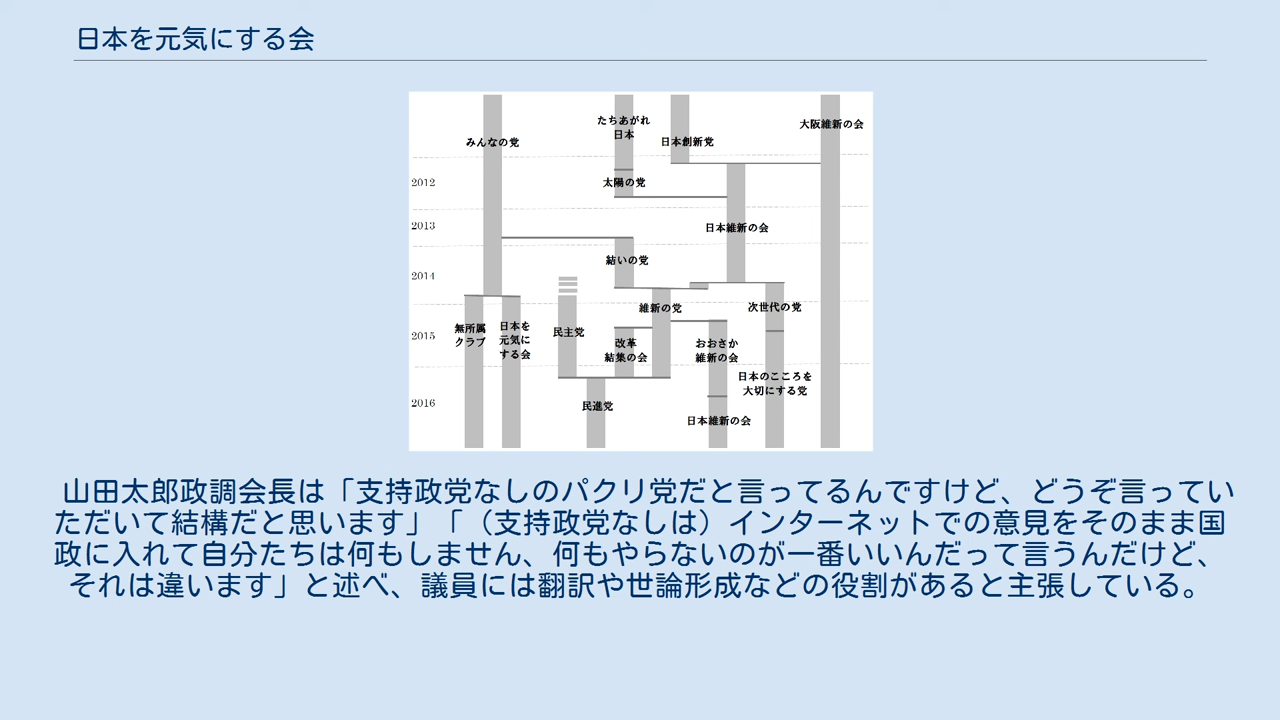 日本を元気にする会
たちあがれ
日本
大阪維新の会
みんなの党
日本創新党
2012
太陽の党
2013
日本維新の会
結いの党
2014
維新の党
次世代の党
無所属
クラブ
日本を
元気に
する会
民主党
2015
改革
結集の会
おおさか
維新の会
日本のこころを
大切にする党
2016
民進党
日本維新の会
山田太郎政調会長は「支持政党なしのパクリ党だと言ってるんですけど、どうぞ言ってい
ただいて結構だと思います」「（支持政党なしは）インターネットでの意見をそのまま国
政に入れて自分たちは何もしません、何もやらないのが一番いいんだって言うんだけど、
それは違います」と述べ、議員には翻訳や世論形成などの役割があると主張している。